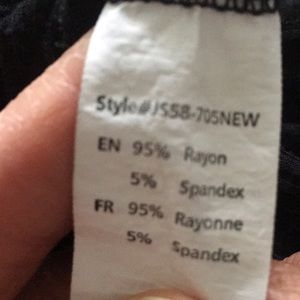 Style#JS58-705NEW
EN 95% Rayon
5% Spandex
FR 95% Rayonne
5% Spandex